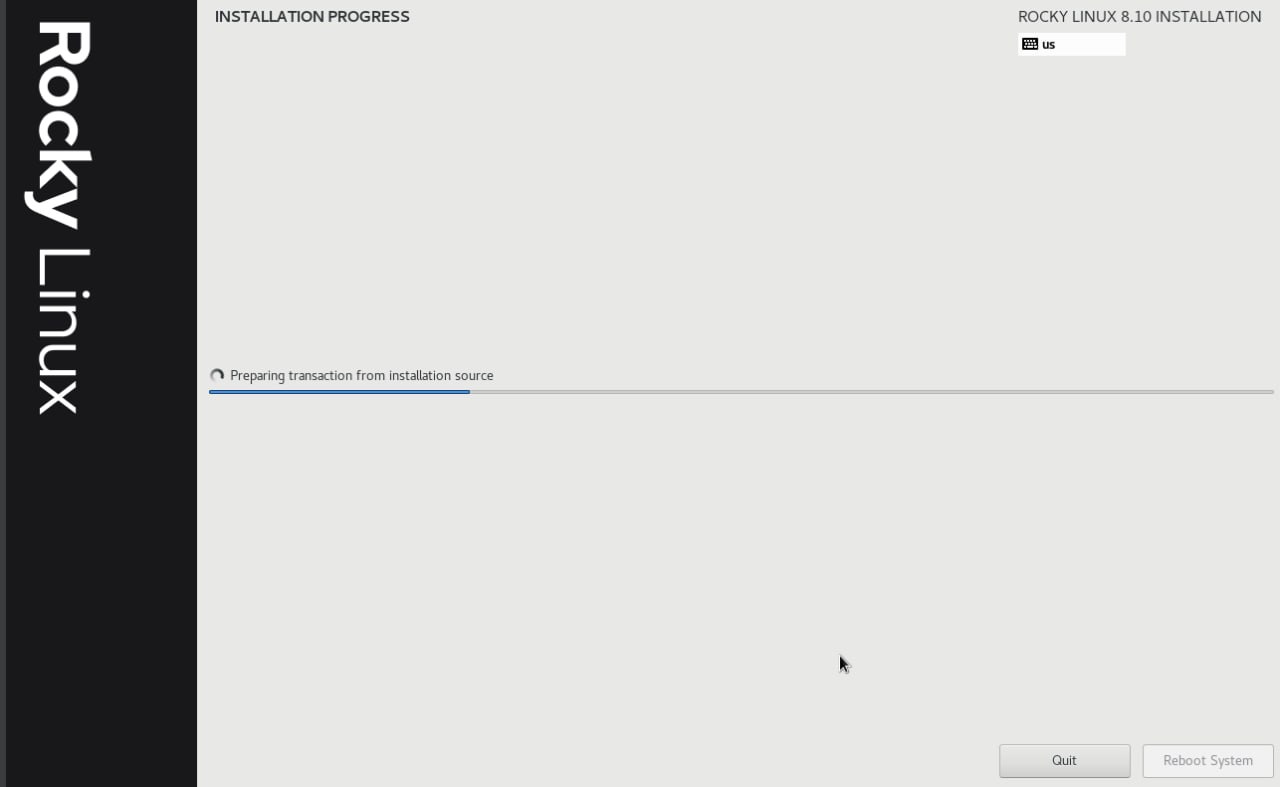 Rocky Linux
INSTALLATION PROGRESS
ROCKY LINUX 8.10 INSTALLATION
us
Preparing transaction from installation source
Quit
Reboot System